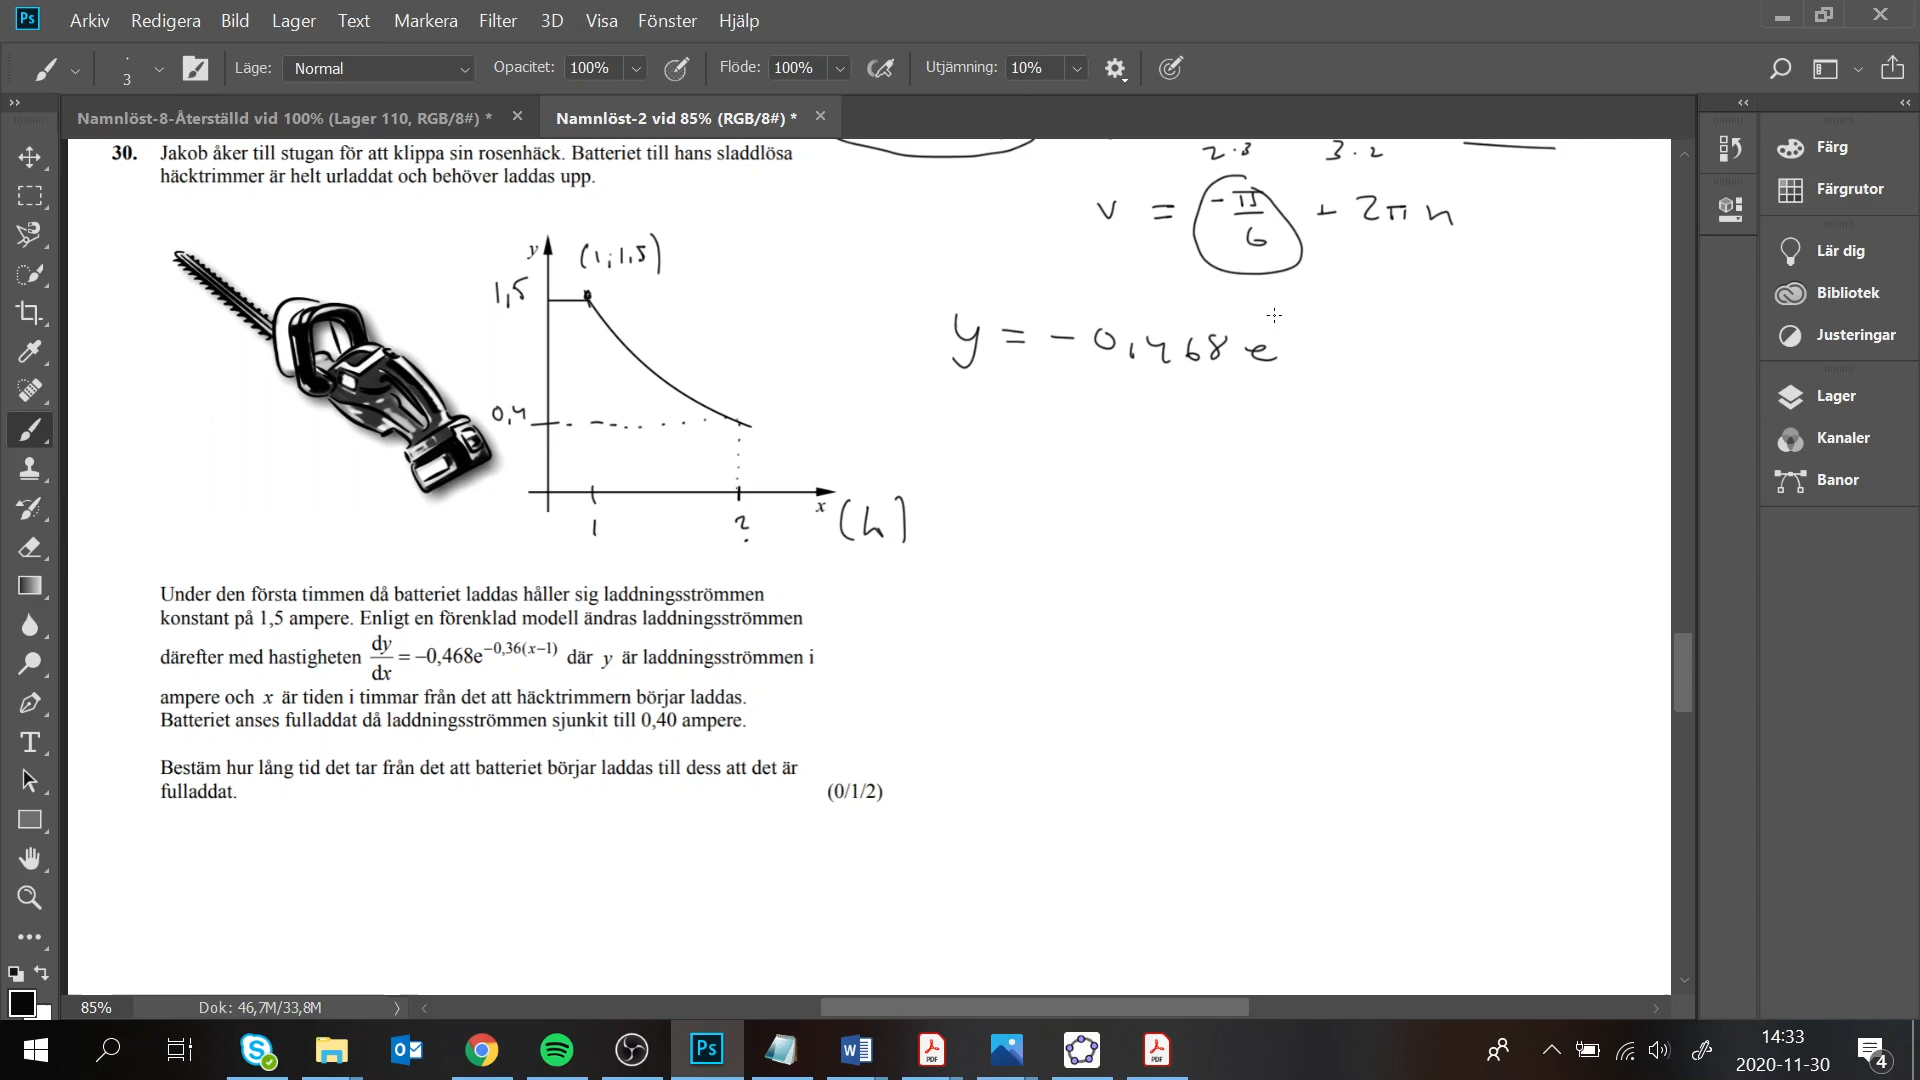 Ps Arkiv Redigera Bild Lager Text Markera Filter 3D Visa Fönster Hjälp
3 Läge: Normal Opacitet: 100% Flöde: 100% Utjämning: 10%
Namnlöst-8-Återställd vid 100% (Lager 110, RGB/8#) * Namnlöst-2 vid 85% (RGB/8#) *
30. Jakob åker till stugan för att klippa sin rosenhäck. Batteriet till hans sladdlösa
häcktrimmer är helt urladdat och behöver laddas upp.
2·3 3·2
v = -π/6 + 2πn
y (1,1,5)
1,5
y = -0,468 e
0,4
x (h)
1 ?
Under den första timmen då batteriet laddas håller sig laddningsströmmen
konstant på 1,5 ampere. Enligt en förenklad modell ändras laddningsströmmen
därefter med hastigheten dy/dx = –0,468e^–0,36(x–1) där y är laddningsströmmen i
ampere och x är tiden i timmar från det att häcktrimmern börjar laddas.
Batteriet anses fulladdat då laddningsströmmen sjunkit till 0,40 ampere.
Bestäm hur lång tid det tar från det att batteriet börjar laddas till dess att det är
fulladdat. (0/1/2)
Färg
Färgrutor
Lär dig
Bibliotek
Justeringar
Lager
Kanaler
Banor
85% Dok: 46,7M/33,8M
Ps
14:33
2020-11-30
4